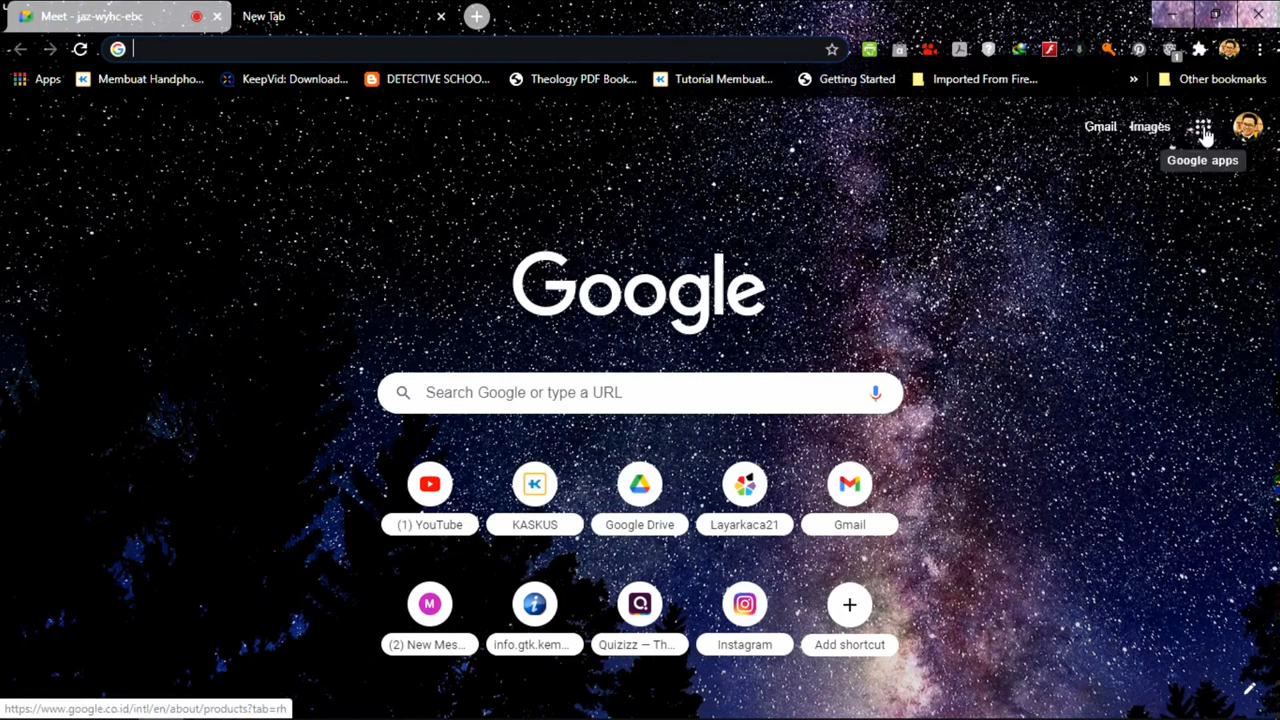 Meet - jaz-wyhc-ebc
New Tab
Apps
Membuat Handpho...
KeepVid: Download...
DETECTIVE SCHOO...
Theology PDF Book...
Tutorial Membuat...
Getting Started
Imported From Fire...
»
Other bookmarks
Gmail
Images
Google apps
Google
Search Google or type a URL
(1) YouTube
KASKUS
Google Drive
Layarkaca21
Gmail
(2) New Mes...
info.gtk.kem...
Quizizz — Th...
Instagram
Add shortcut
https://www.google.co.id/intl/en/about/products?tab=rh